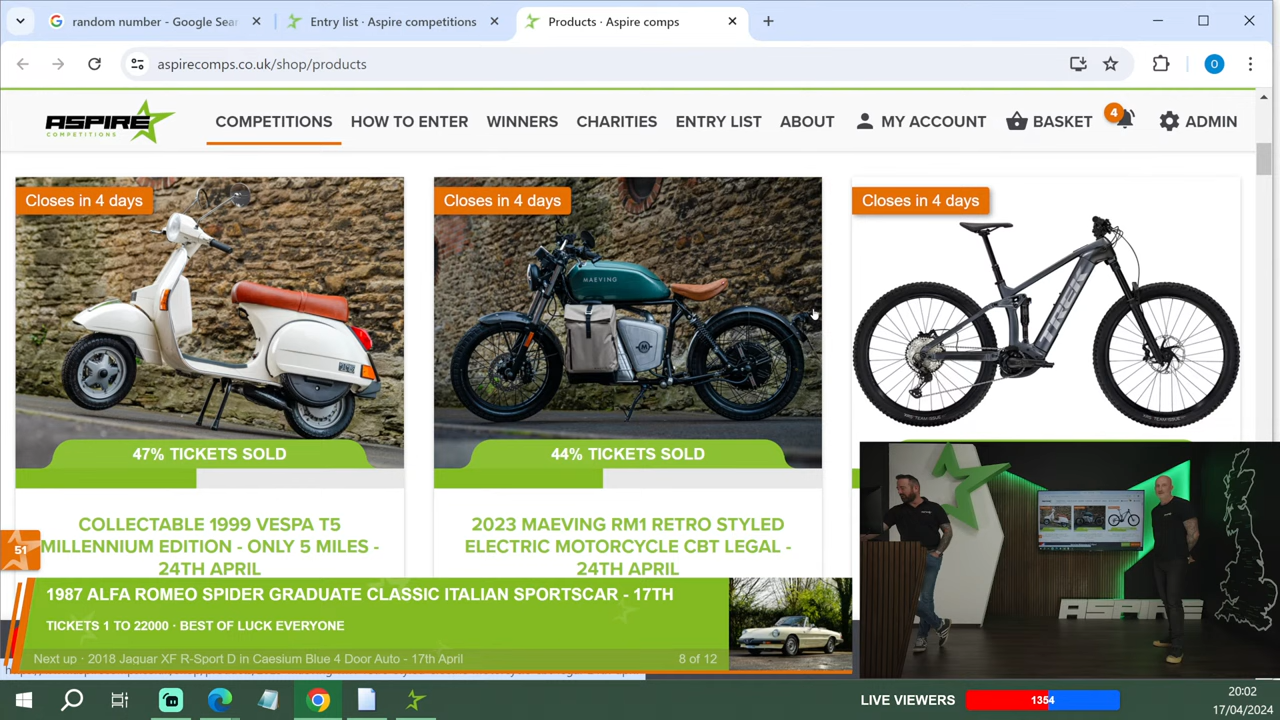 random number - Google Sear
Entry list · Aspire competitions
Products · Aspire comps
aspirecomps.co.uk/shop/products
0
ASPIRE
COMPETITIONS
COMPETITIONS
HOW TO ENTER
WINNERS
CHARITIES
ENTRY LIST
ABOUT
MY ACCOUNT
BASKET
4
ADMIN
Closes in 4 days
Closes in 4 days
Closes in 4 days
MAEVING
M
TREK
47% TICKETS SOLD
44% TICKETS SOLD
COLLECTABLE 1999 VESPA T5
MILLENNIUM EDITION - ONLY 5 MILES -
24TH APRIL
2023 MAEVING RM1 RETRO STYLED
ELECTRIC MOTORCYCLE CBT LEGAL -
24TH APRIL
51
1987 ALFA ROMEO SPIDER GRADUATE CLASSIC ITALIAN SPORTSCAR - 17TH
TICKETS 1 TO 22000 · BEST OF LUCK EVERYONE
Next up · 2018 Jaguar XF R-Sport D in Caesium Blue 4 Door Auto - 17th April
8 of 12
ASPIRE
LIVE VIEWERS
1354
20:02
17/04/2024